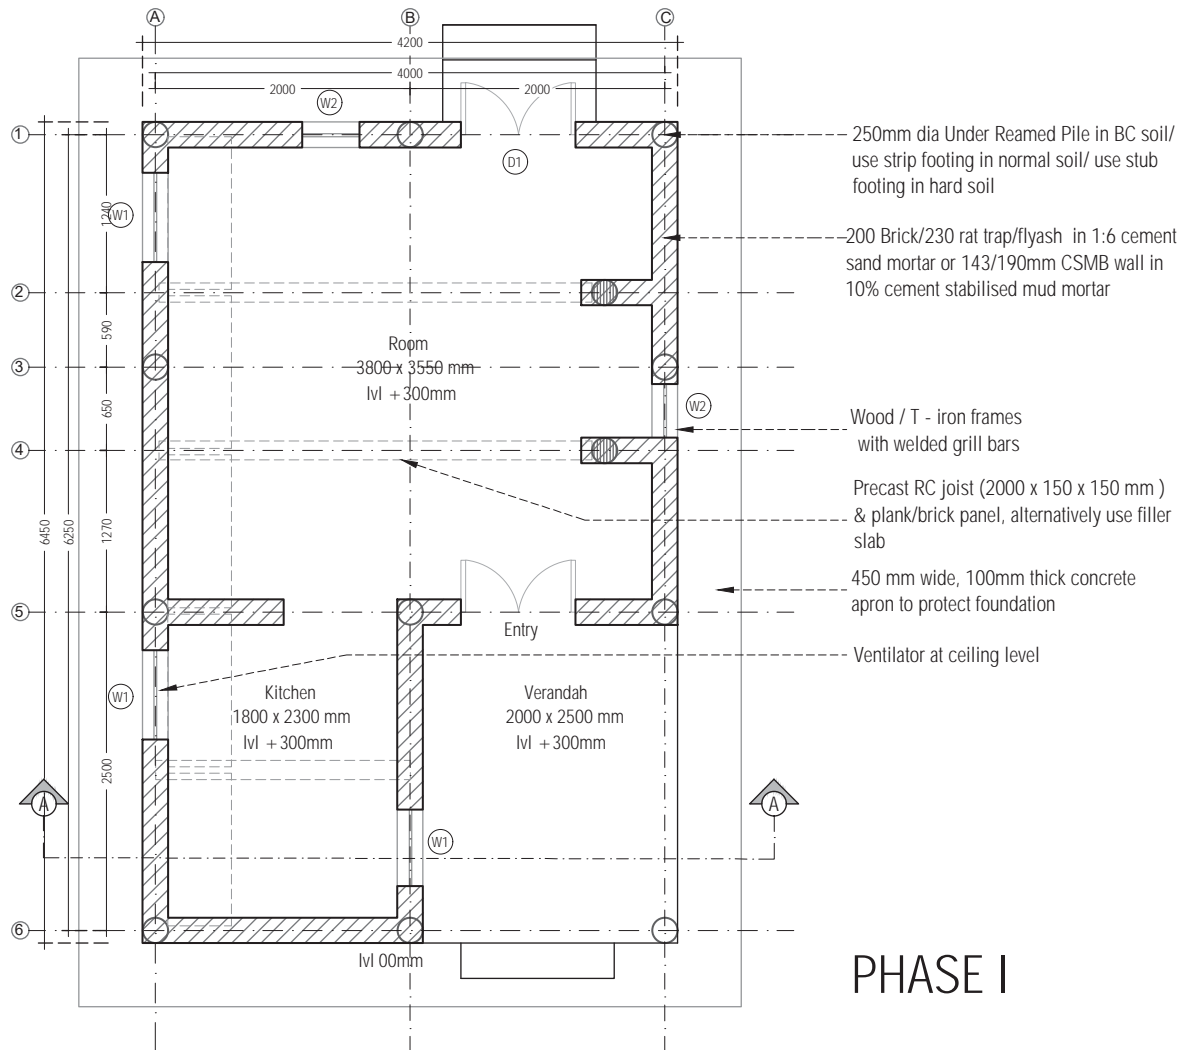 A
B
C
4200
4000
2000
2000
W2
1
D1
250mm dia Under Reamed Pile in BC soil/
use strip footing in normal soil/ use stub
footing in hard soil
W1
1240
200 Brick/230 rat trap/flyash in 1:6 cement
sand mortar or 143/190mm CSMB wall in
10% cement stabilised mud mortar
2
590
Room
3800 x 3550 mm
lvl +300mm
3
650
W2
Wood / T - iron frames
with welded grill bars
4
Precast RC joist (2000 x 150 x 150 mm )
& plank/brick panel, alternatively use filler
slab
6450
6250
1270
450 mm wide, 100mm thick concrete
apron to protect foundation
5
Entry
Ventilator at ceiling level
W1
Kitchen
1800 x 2300 mm
lvl +300mm
Verandah
2000 x 2500 mm
lvl +300mm
2500
A
A
W1
6
lvl 00mm
PHASE I